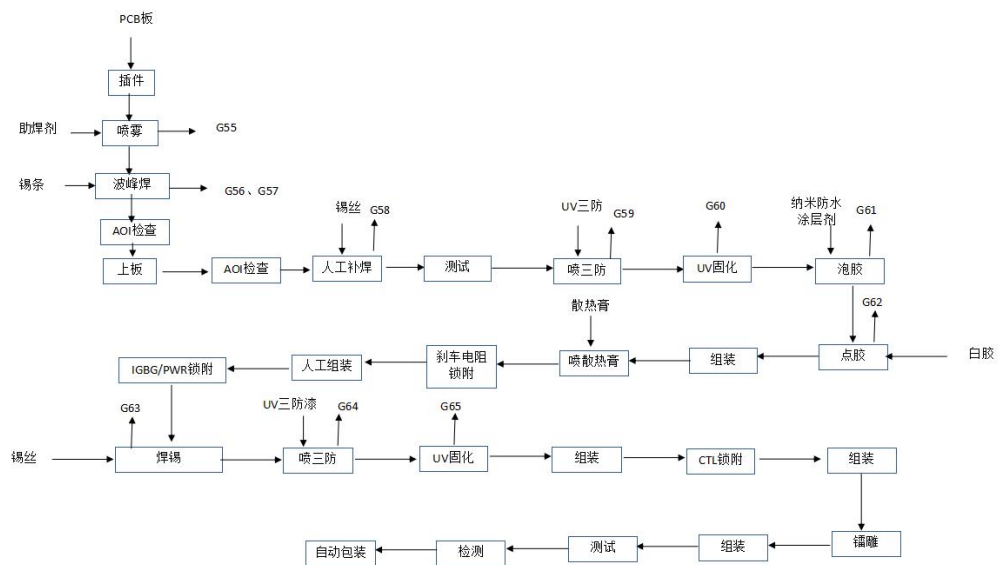 PCB板
插件
助焊剂
喷雾
G55
锡条
波峰焊
G56、G57
AOI检查
上板
AOI检查
锡丝
G58
人工补焊
测试
UV三防
G59
喷三防
G60
UV固化
纳米防水
涂层剂
G61
泡胶
G62
白胶
点胶
组装
散热膏
喷散热膏
刹车电阻
锁附
人工组装
IGBG/PWR锁附
G63
锡丝
焊锡
UV三防漆
G64
喷三防
G65
UV固化
组装
CTL锁附
组装
镭雕
组装
测试
检测
自动包装